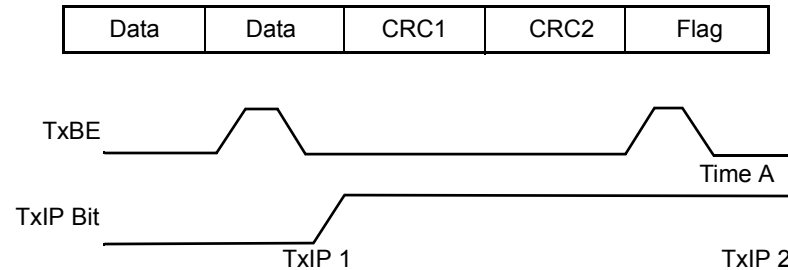 Data Data CRC1 CRC2 Flag
TxBE
Time A
TxIP Bit
TxIP 1 TxIP 2